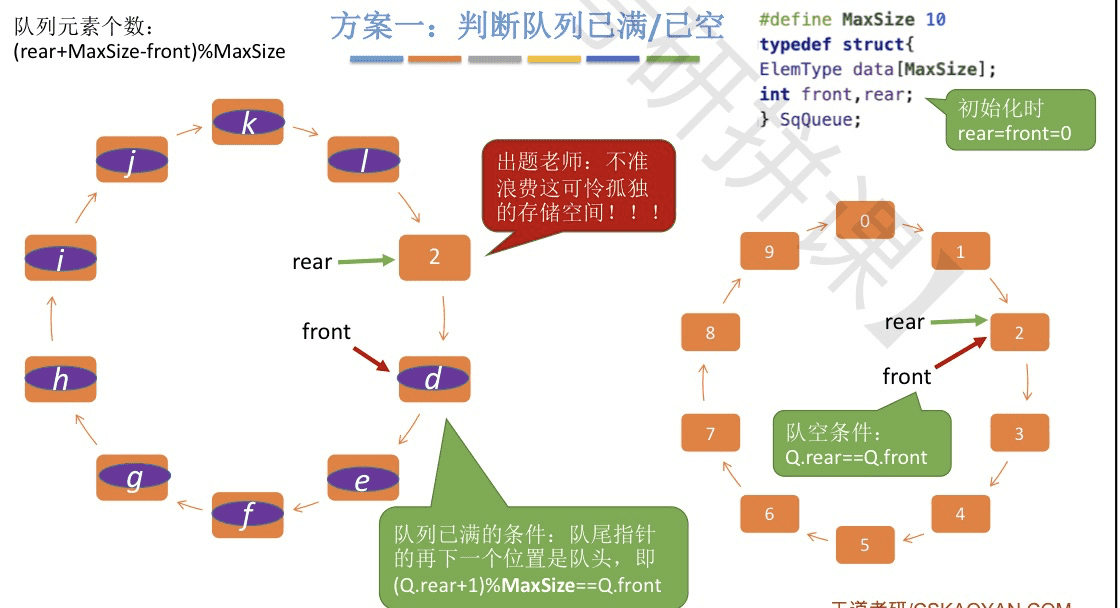 队列元素个数：
(rear+MaxSize-front)%MaxSize
方案一：判断队列已满/已空
#define MaxSize 10
typedef struct{
ElemType data[MaxSize];
int front,rear;
} SqQueue;
初始化时
rear=front=0
k
j
l
出题老师：不准
浪费这可怜孤独
的存储空间！！！
i
rear
2
front
h
d
g
e
f
队列已满的条件：队尾指针
的再下一个位置是队头，即
(Q.rear+1)%MaxSize==Q.front
0
9
1
8
rear
2
front
7
队空条件：
Q.rear==Q.front
3
6
4
5
研拼课】
王道考研/CSKAOYAN.COM